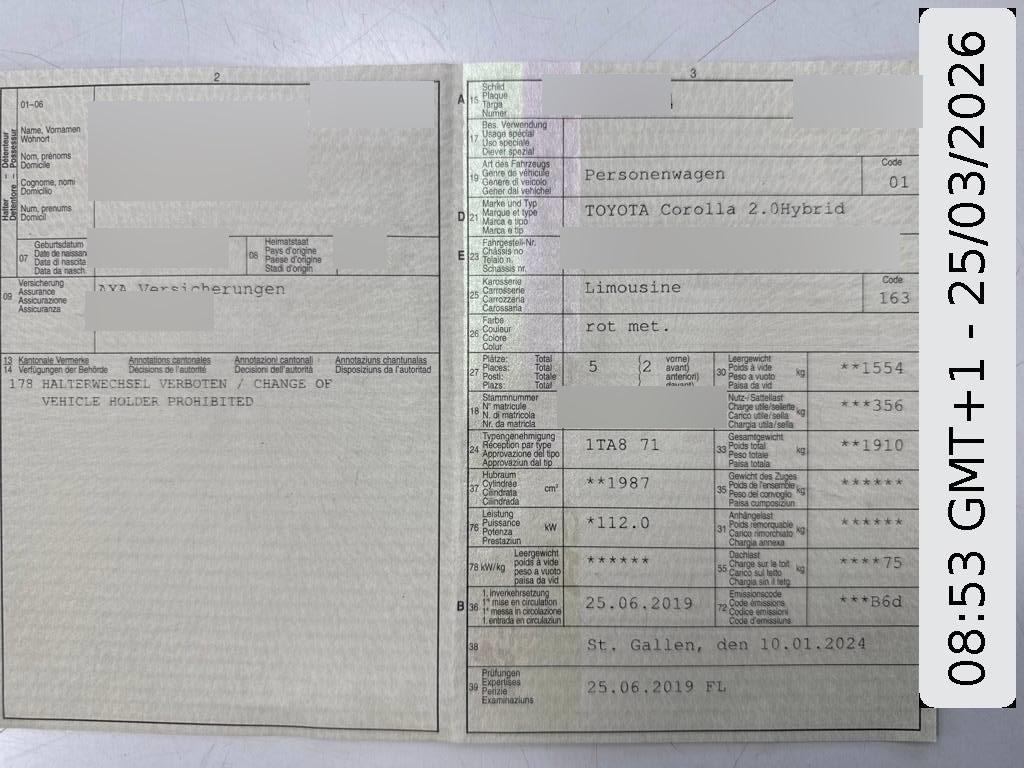 2
01–06
Halter – Détenteur
Detentore – Possessur
Name, Vornamen
Wohnort
Nom, prénoms
Domicile
Cognome, nomi
Domicilio
Num, prenums
Domicil
07
Geburtsdatum
Date de naissan
Data di nascita
Data da nasch
08
Heimatstaat
Pays d'origine
Paese d'origine
Stadi d'origin
09
Versicherung
Assurance
Assicurazione
Assicuranza
AXA Versicherungen
13 Kantonale Vermerke Annotations cantonales Annotazioni cantonali Annotaziuns chantunalas
14 Verfügungen der Behörde Décisions de l'autorité Decisioni dell'autorità Disposiziuns da l'autoritad
178 HALTERWECHSEL VERBOTEN / CHANGE OF
VEHICLE HOLDER PROHIBITED
3
A 15
Schild
Plaque
Targa
Numer
17
Bes. Verwendung
Usage spécial
Uso speciale
Diever spezial
19
Art des Fahrzeugs
Genre de véhicule
Genere di veicolo
Gener dal vehichel
Personenwagen
Code
01
D 21
Marke und Typ
Marque et type
Marca e tipo
Marca e tip
TOYOTA Corolla 2.0Hybrid
E 23
Fahrgestell-Nr.
Châssis no
Telaio n.
Schassis nr.
25
Karosserie
Carrosserie
Carrozzeria
Carossaria
Limousine
Code
163
26
Farbe
Couleur
Colore
Colur
rot met.
27
Plätze: Total
Places: Total
Posti: Totale
Plazs: Total
5 (2
vorne)
avant)
anteriori)
davant)
30
Leergewicht
Poids à vide
Peso a vuoto
Paisa da vid
kg
**1554
18
Stammnummer
N° matricule
N. di matricola
Nr. da matricla
Nutz-/Sattellast
Charge utile/sellette
Carico utile/sella
Chargia utila/sella
kg
***356
24
Typengenehmigung
Réception par type
Approvazione del tipo
Approvaziun dal tip
1TA8 71
33
Gesamtgewicht
Poids total
Peso totale
Paisa totala
kg
**1910
37
Hubraum
Cylindrée
Cilindrata
Cilindrada
cm³
**1987
35
Gewicht des Zuges
Poids de l'ensemble
Peso del convoglio
Paisa cumposiziun
kg
******
76
Leistung
Puissance
Potenza
Prestaziun
kW
*112.0
31
Anhängelast
Poids remorquable
Carico rimorchiato
Chargia annexa
kg
******
78 kW/kg
Leergewicht
poids à vide
peso a vuoto
paisa da vid
******
55
Dachlast
Charge sur le toit
Carico sul tetto
Chargia sin il tetg
kg
****75
B 36
1. Inverkehrsetzung
1re mise en circulation
1a messa in circolazione
1. entrada en circulaziun
25.06.2019
72
Emissionscode
Code émissions
Codice emissioni
Code d'emissiuns
***B6d
38
St. Gallen, den 10.01.2024
39
Prüfungen
Expertises
Perizie
Examinaziuns
25.06.2019 FL
08:53 GMT+1 - 25/03/2026